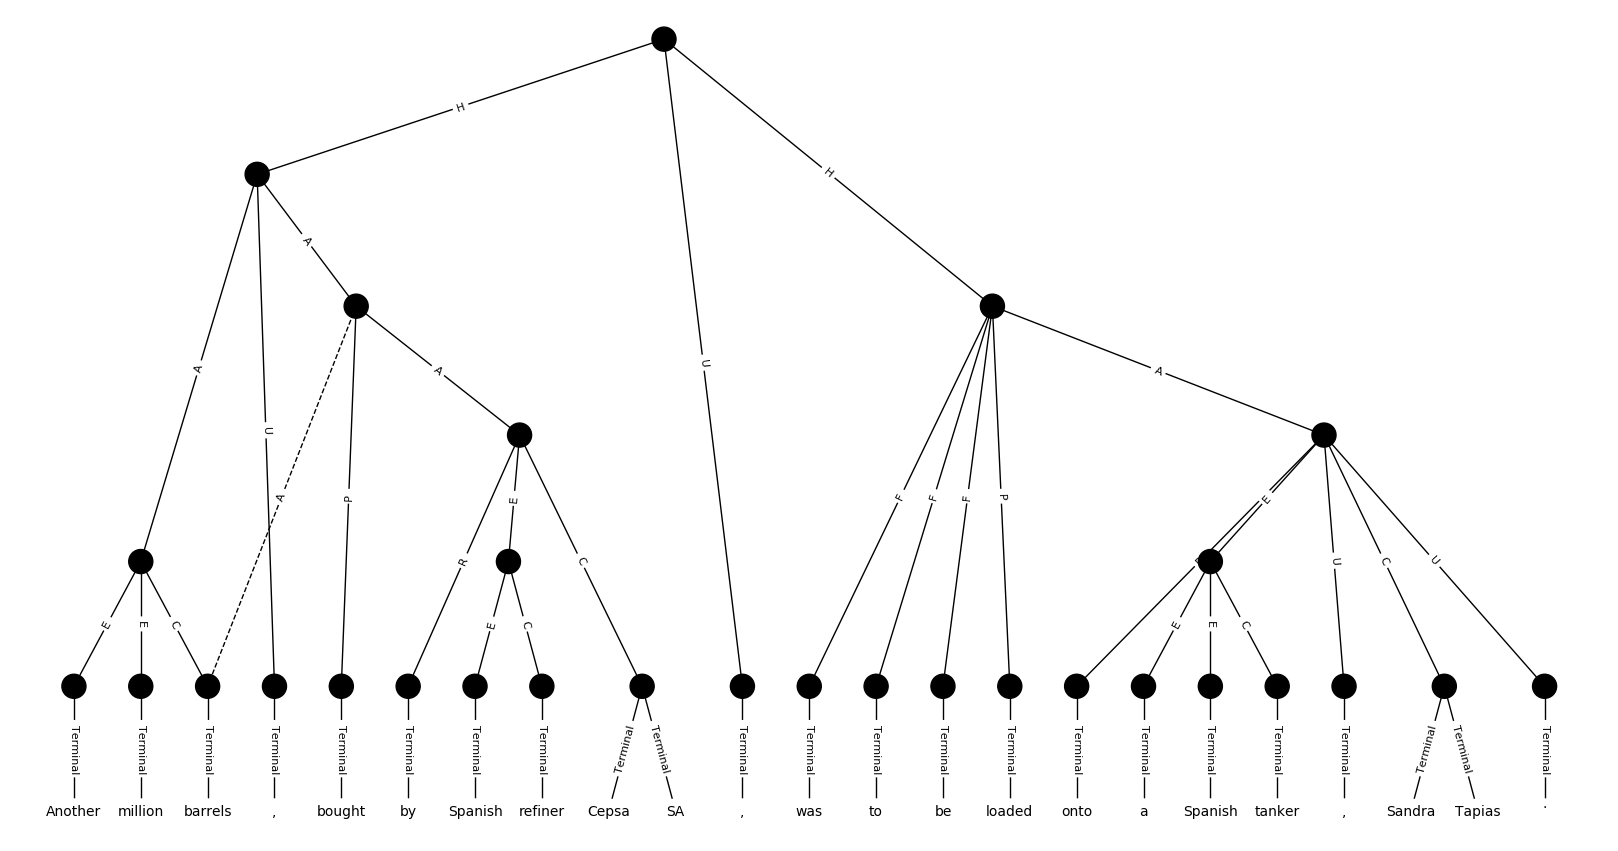 H
H
A
A
A
A
U
U
A
P
E
F
F
F
P
E
R
C
U
C
U
E
E
C
E
C
E
E
C
Terminal Terminal Terminal Terminal Terminal Terminal Terminal Terminal Terminal Terminal Terminal Terminal Terminal Terminal Terminal Terminal Terminal Terminal Terminal Terminal Terminal Terminal Terminal
Another million barrels , bought by Spanish refiner Cepsa SA , was to be loaded onto a Spanish tanker , Sandra Tapias .